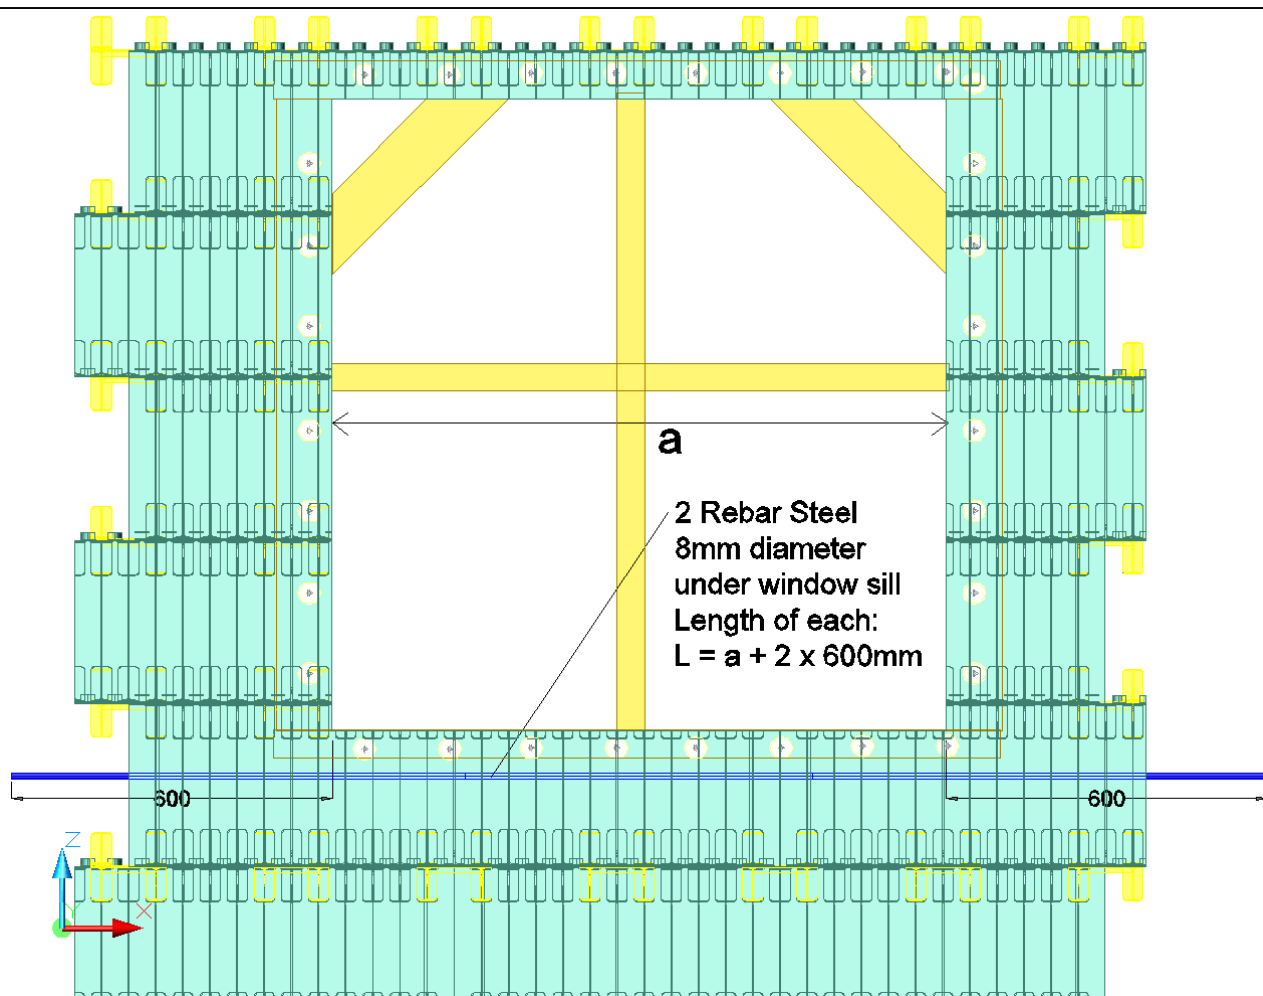 a
2 Rebar Steel
8mm diameter
under window sill
Length of each:
L = a + 2 x 600mm
600
600
Z
Y
X